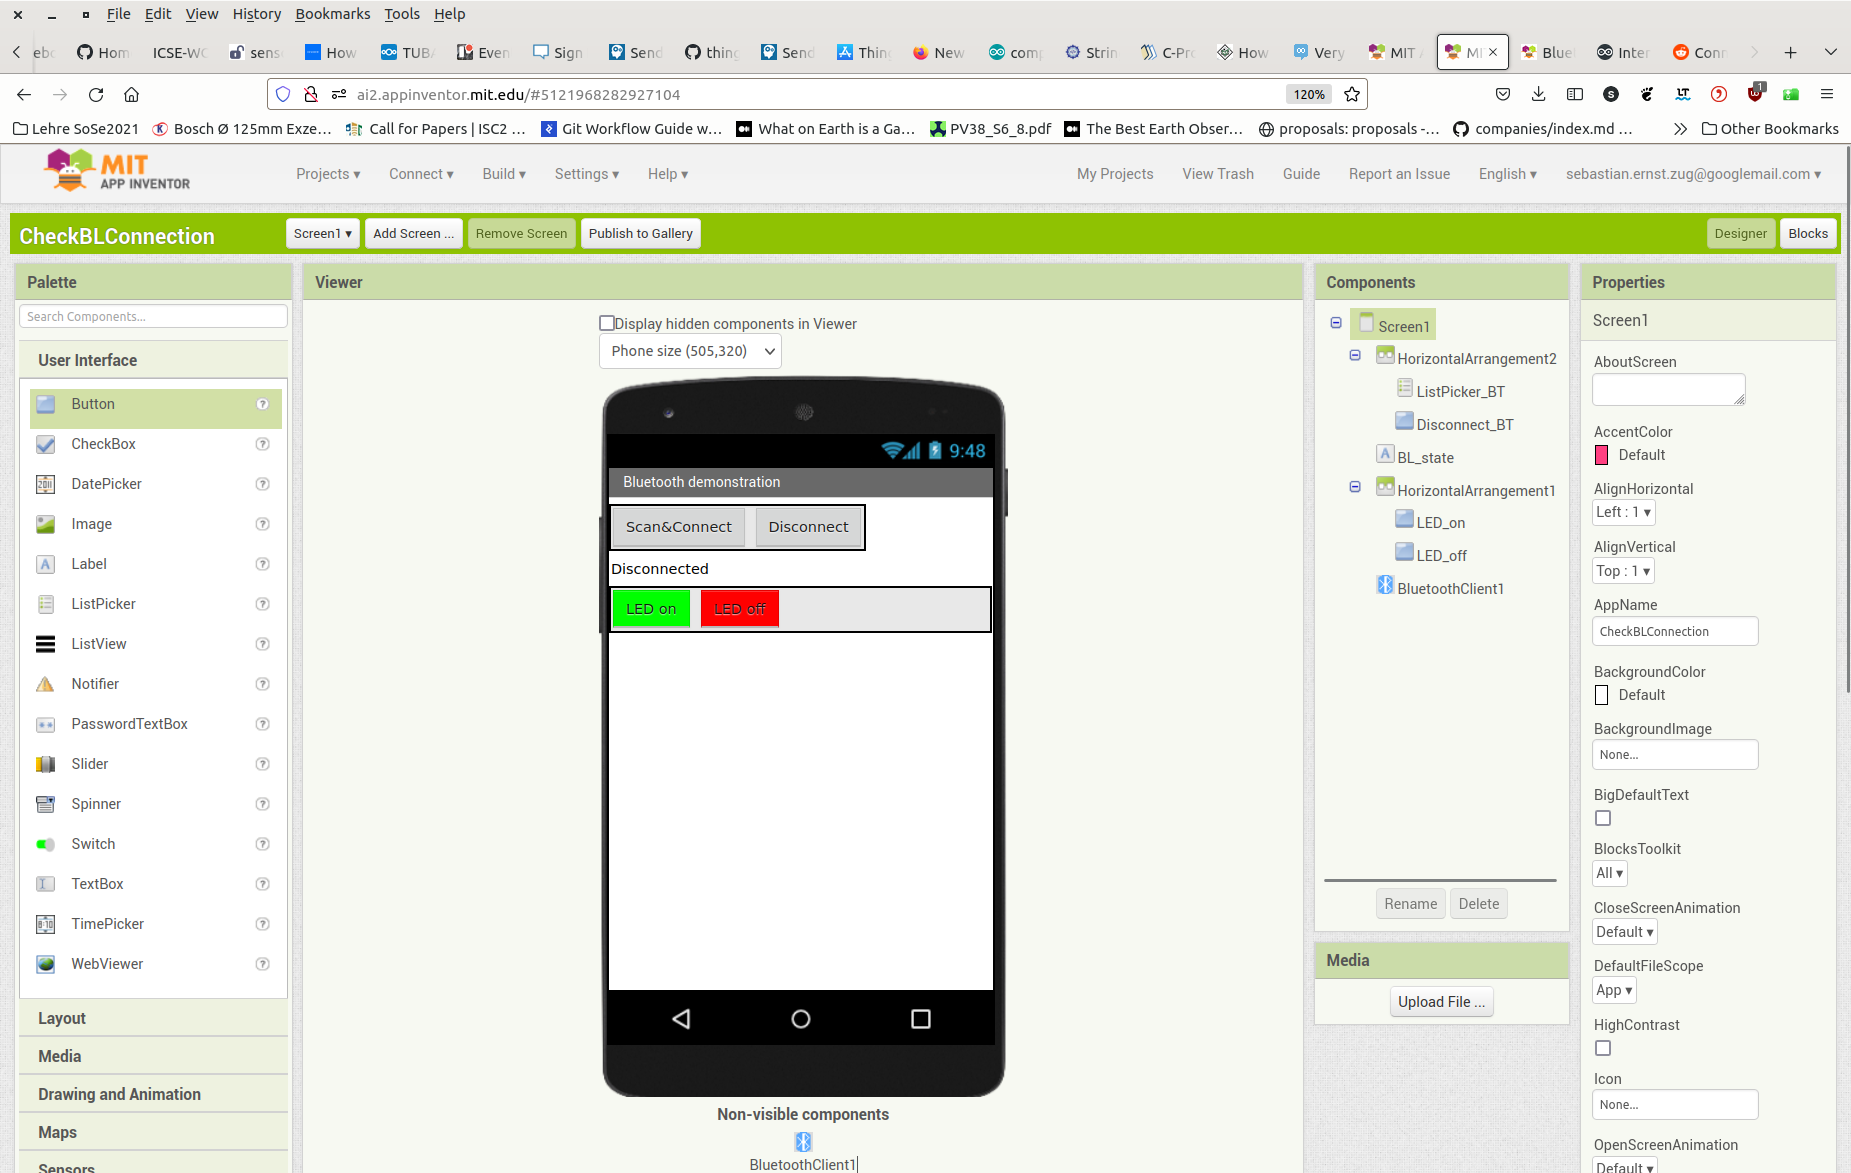 File Edit View History Bookmarks Tools Help
Hom ICSE-WC sens How TUBA Even Sign Send thing Send Thin New com Strin C-Pr How Very MIT Blue Inter Conn
ai2.appinventor.mit.edu/#5121968282927104 120% 1
Lehre SoSe2021 Bosch Ø 125mm Exze… Call for Papers | ISC2 … Git Workflow Guide w… What on Earth is a Ga… PV38_S6_8.pdf The Best Earth Obser… proposals: proposals -… companies/index.md … Other Bookmarks
MIT
APP INVENTOR
Projects ▾ Connect ▾ Build ▾ Settings ▾ Help ▾ My Projects View Trash Guide Report an Issue English ▾ sebastian.ernst.zug@googlemail.com ▾
CheckBLConnection Screen1 ▾ Add Screen ... Remove Screen Publish to Gallery Designer Blocks
Palette
Search Components...
User Interface
Button ?
CheckBox ?
DatePicker ?
Image ?
Label ?
ListPicker ?
ListView ?
Notifier ?
PasswordTextBox ?
Slider ?
Spinner ?
Switch ?
TextBox ?
TimePicker ?
WebViewer ?
Layout
Media
Drawing and Animation
Maps
Sensors
Viewer
Display hidden components in Viewer
Phone size (505,320)
9:48
Bluetooth demonstration
Scan&Connect Disconnect
Disconnected
LED on LED off
Non-visible components
BluetoothClient1
Components
Screen1
HorizontalArrangement2
ListPicker_BT
Disconnect_BT
BL_state
HorizontalArrangement1
LED_on
LED_off
BluetoothClient1
Rename Delete
Media
Upload File ...
Properties
Screen1
AboutScreen
AccentColor
Default
AlignHorizontal
Left : 1 ▾
AlignVertical
Top : 1 ▾
AppName
CheckBLConnection
BackgroundColor
Default
BackgroundImage
None...
BigDefaultText
BlocksToolkit
All ▾
CloseScreenAnimation
Default ▾
DefaultFileScope
App ▾
HighContrast
Icon
None...
OpenScreenAnimation
Default ▾